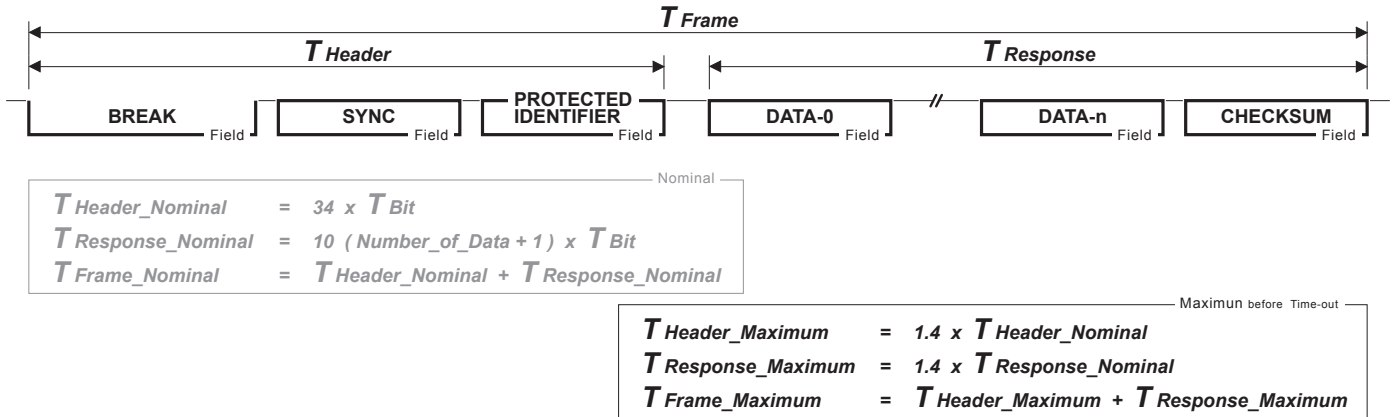 T Frame
T Header T Response
BREAK Field SYNC Field PROTECTED IDENTIFIER Field DATA-0 Field // DATA-n Field CHECKSUM Field
Nominal
T Header_Nominal = 34 x T Bit
T Response_Nominal = 10 ( Number_of_Data + 1 ) x T Bit
T Frame_Nominal = T Header_Nominal + T Response_Nominal
Maximun before Time-out
T Header_Maximum = 1.4 x T Header_Nominal
T Response_Maximum = 1.4 x T Response_Nominal
T Frame_Maximum = T Header_Maximum + T Response_Maximum